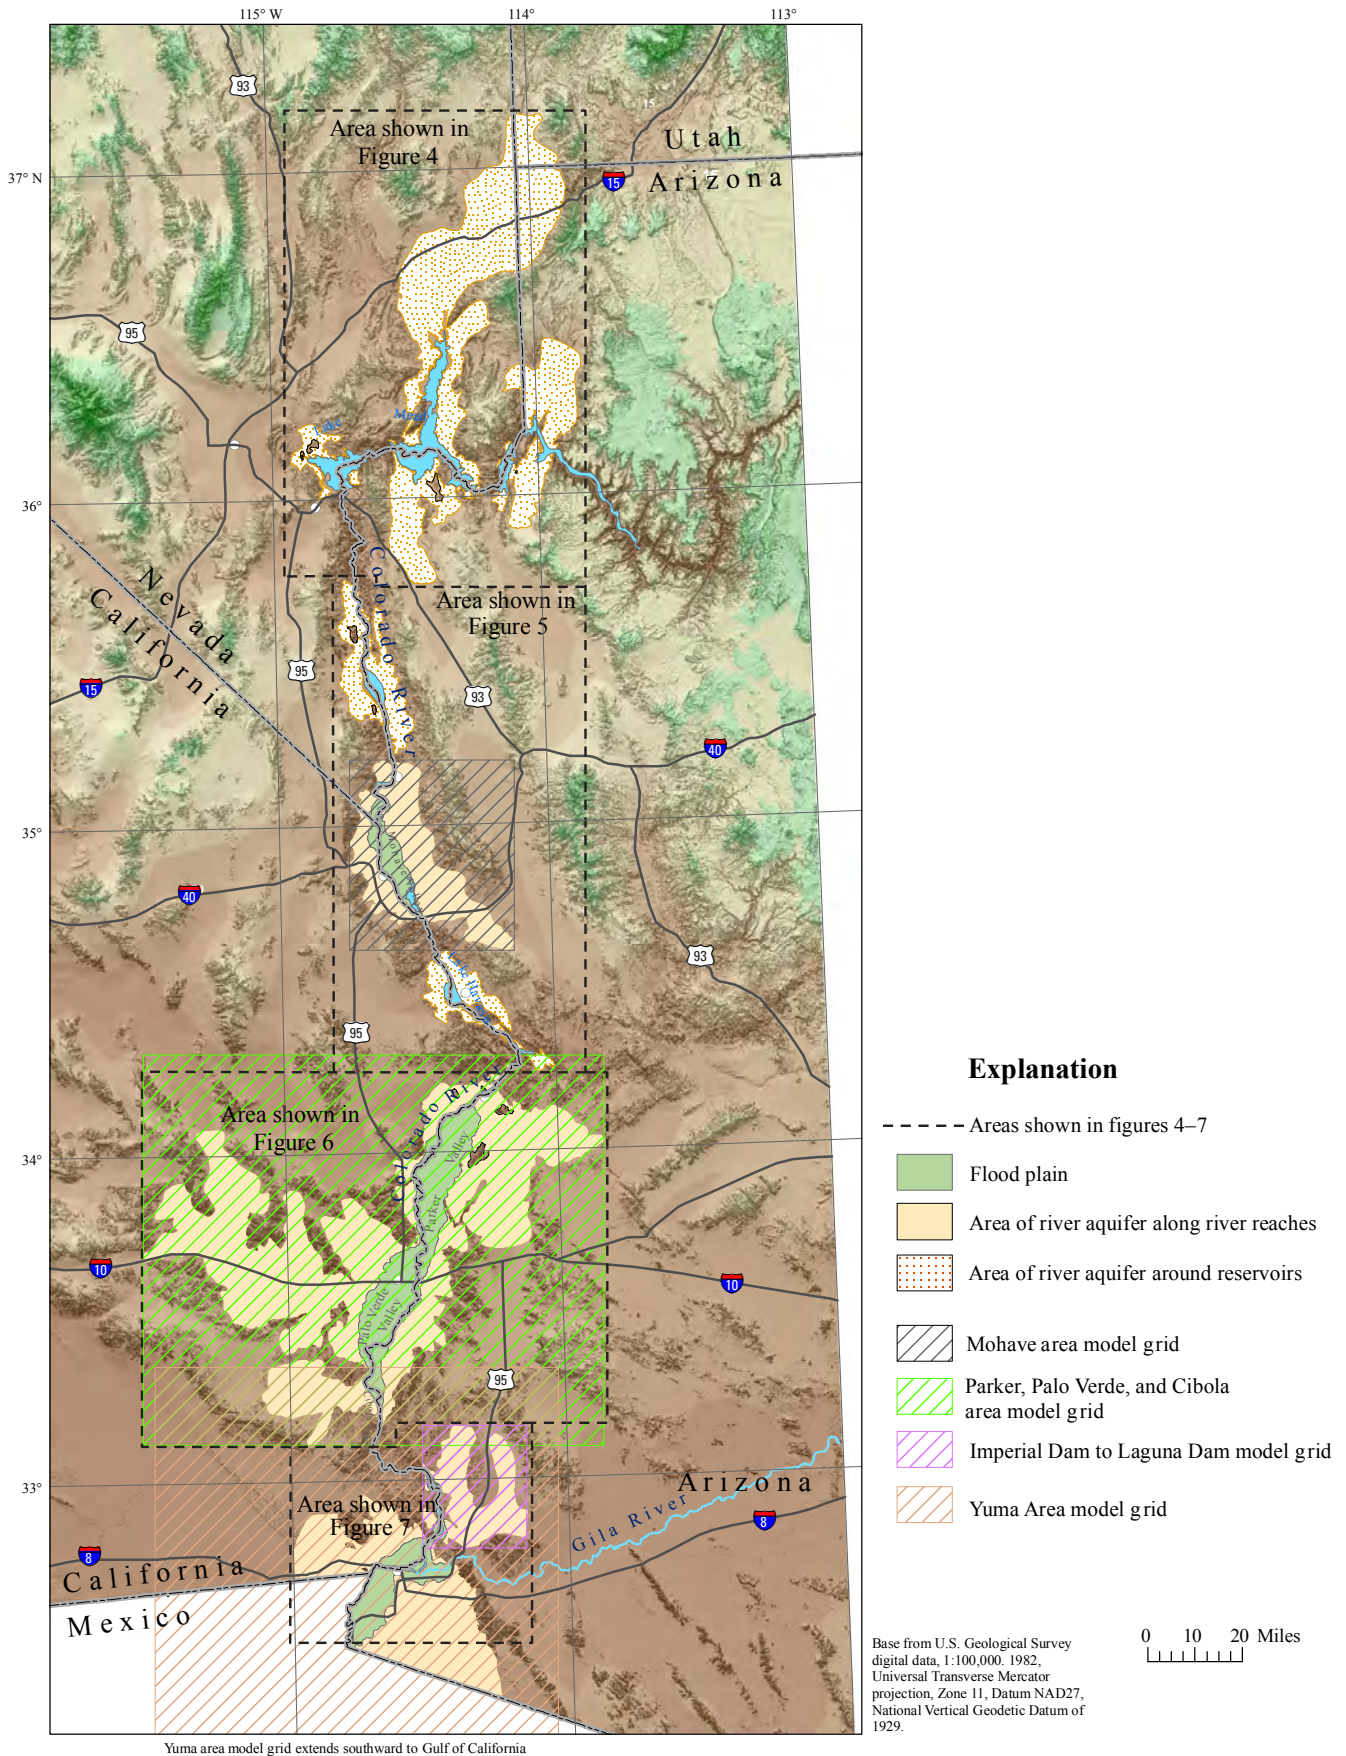 115° W
114°
113°
93
15
Area shown in
Figure 4
Utah
37° N
15
Arizona
95
Lake
Mead
36°
Colorado River
Nevada
California
Area shown in
Figure 5
95
15
93
40
35°
Mohave
40
93
Lake Havasu
95
Explanation
Areas shown in figures 4–7
Flood plain
Area of river aquifer along river reaches
Area of river aquifer around reservoirs
Mohave area model grid
Parker, Palo Verde, and Cibola
area model grid
Imperial Dam to Laguna Dam model grid
Yuma Area model grid
Colorado River
Area shown in
Figure 6
34°
Parker Valley
10
10
Palo Verde
Valley
95
33°
Arizona
Area shown in
Figure 7
Gila River
8
8
California
Mexico
0 10 20 Miles
Base from U.S. Geological Survey
digital data, 1:100,000. 1982,
Universal Transverse Mercator
projection, Zone 11, Datum NAD27,
National Vertical Geodetic Datum of
1929.
Yuma area model grid extends southward to Gulf of California